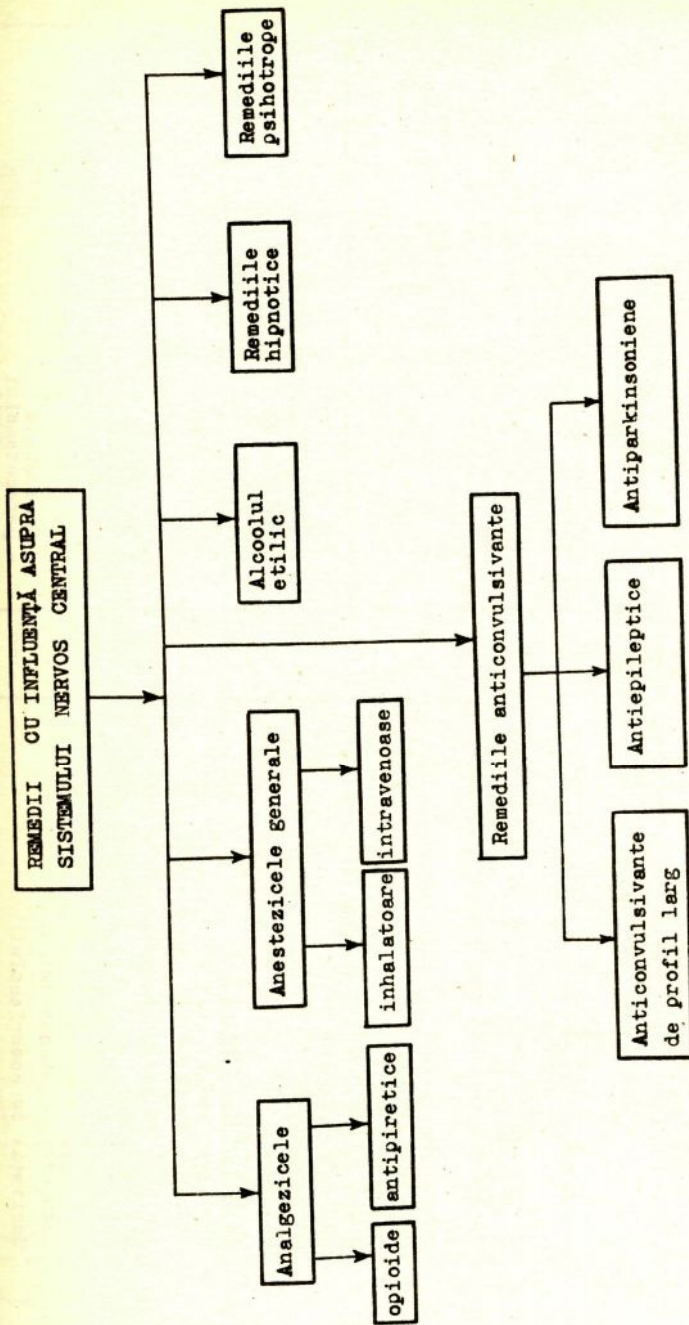 REMEDII CU INFLUENŢĂ ASUPRA
SISTEMULUI NERVOS CENTRAL
Analgezicele
opioide
antipiretice
Anestezicele generale
inhalatoare
intravenoase
Alcoolul
etilic
Remediile
hipnotice
Remediile
psihotrope
Remediile anticonvulsivante
Anticonvulsivante
de profil larg
Antiepileptice
Antiparkinsoniene